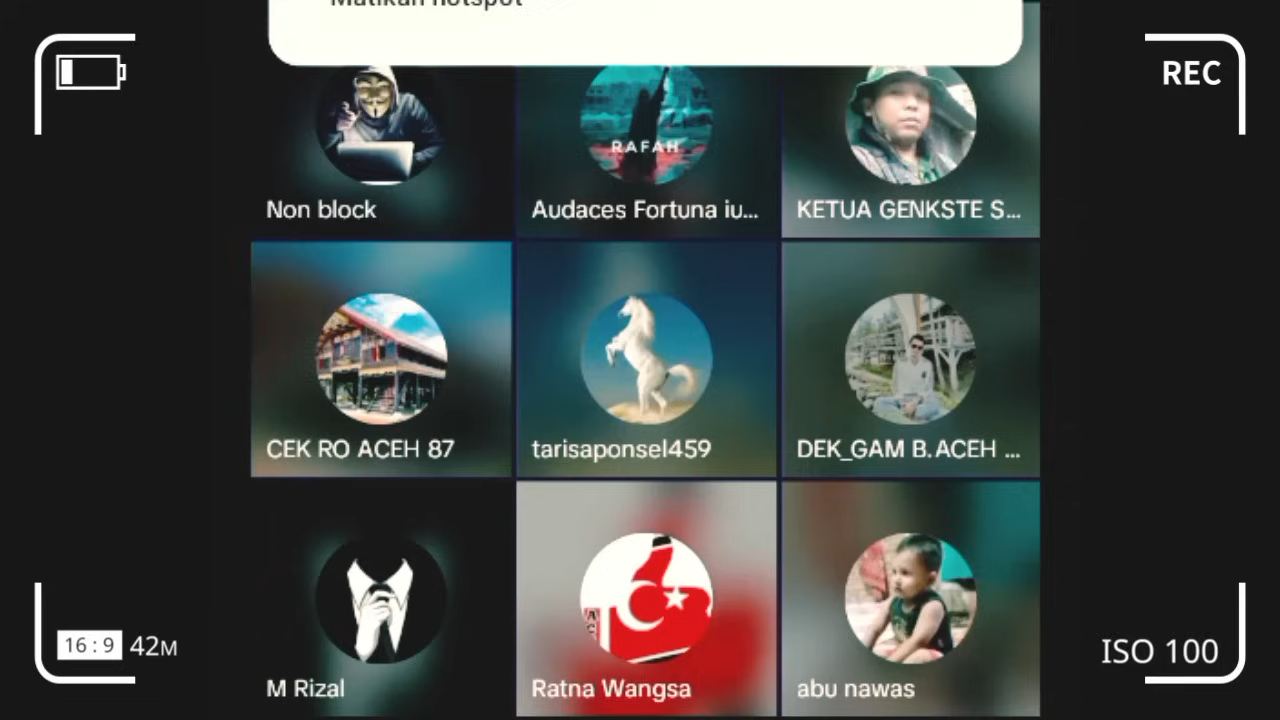 Matikan hotspot
REC
RAFAH
Non block
Audaces Fortuna iu...
KETUA GENKSTE S...
CEK RO ACEH 87
tarisaponsel459
DEK_GAM B.ACEH ...
M Rizal
Ratna Wangsa
abu nawas
16:9 42M
ISO 100